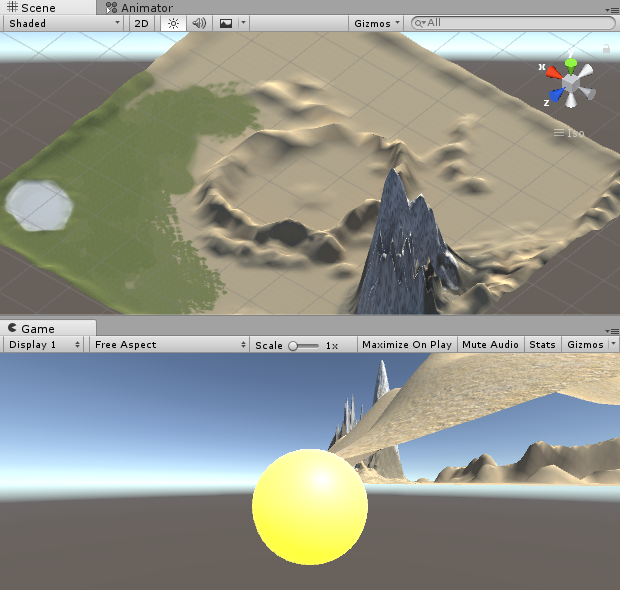 Scene Animator
Shaded 2D Gizmos All
y
x
z
Iso
Game
Display 1 Free Aspect Scale 1x Maximize On Play Mute Audio Stats Gizmos